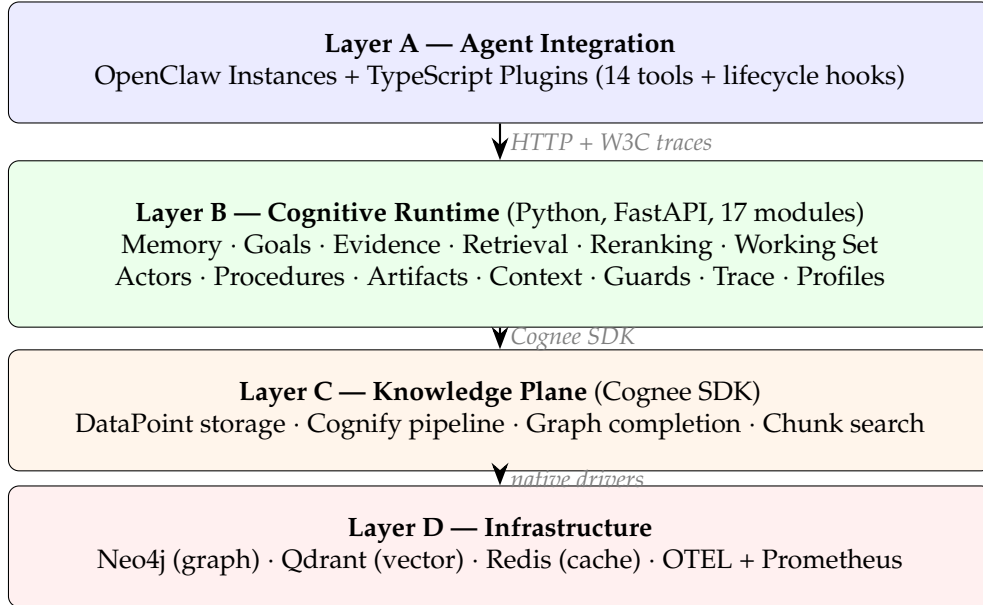 Layer A — Agent Integration
OpenClaw Instances + TypeScript Plugins (14 tools + lifecycle hooks)
HTTP + W3C traces
Layer B — Cognitive Runtime (Python, FastAPI, 17 modules)
Memory · Goals · Evidence · Retrieval · Reranking · Working Set
Actors · Procedures · Artifacts · Context · Guards · Trace · Profiles
Cognee SDK
Layer C — Knowledge Plane (Cognee SDK)
DataPoint storage · Cognify pipeline · Graph completion · Chunk search
native drivers
Layer D — Infrastructure
Neo4j (graph) · Qdrant (vector) · Redis (cache) · OTEL + Prometheus